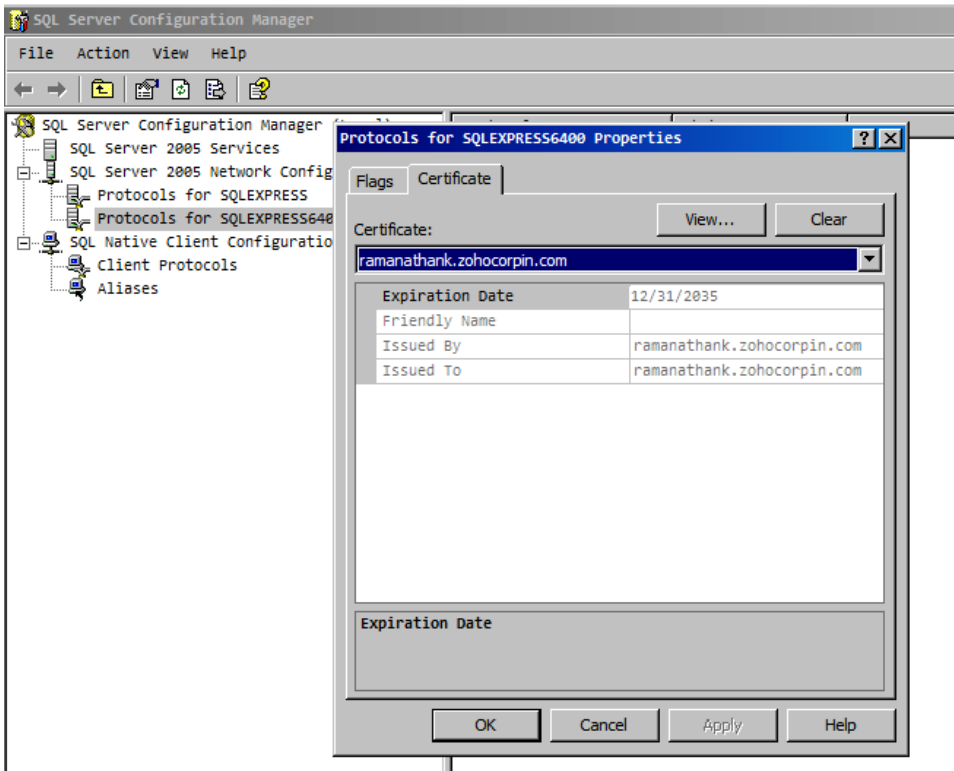 SQL Server Configuration Manager
File Action View Help
SQL Server Configuration Manager
SQL Server 2005 Services
SQL Server 2005 Network Config
Protocols for SQLEXPRESS
Protocols for SQLEXPRESS640
SQL Native Client Configuratio
Client Protocols
Aliases
Protocols for SQLEXPRESS6400 Properties
Flags Certificate
View... Clear
Certificate:
ramanathank.zohocorpin.com
Expiration Date 12/31/2035
Friendly Name
Issued By ramanathank.zohocorpin.com
Issued To ramanathank.zohocorpin.com
Expiration Date
OK Cancel Apply Help